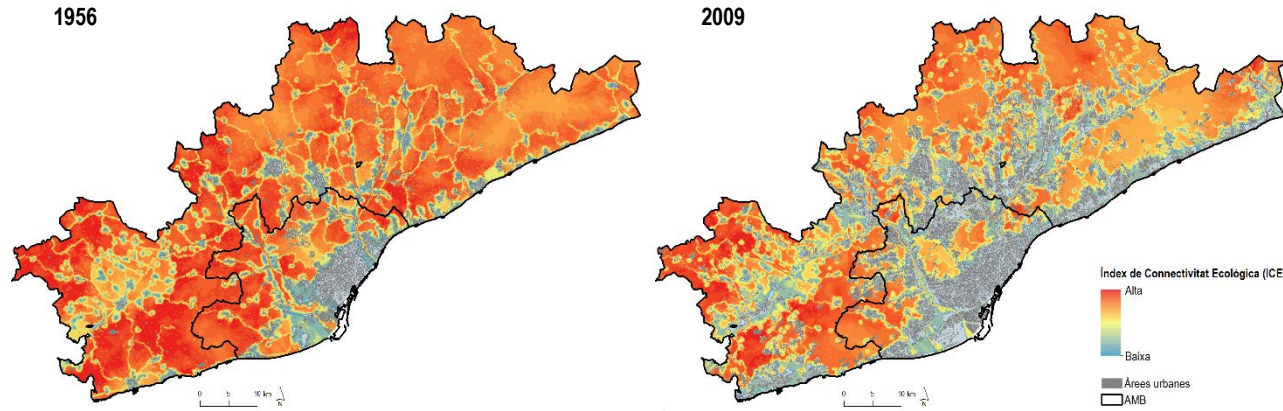 1956
2009
Índex de Connectivitat Ecològica (ICE
Alta
Baixa
Àrees urbanes
AMB
0 5 10 km
N
0 5 10 km
N